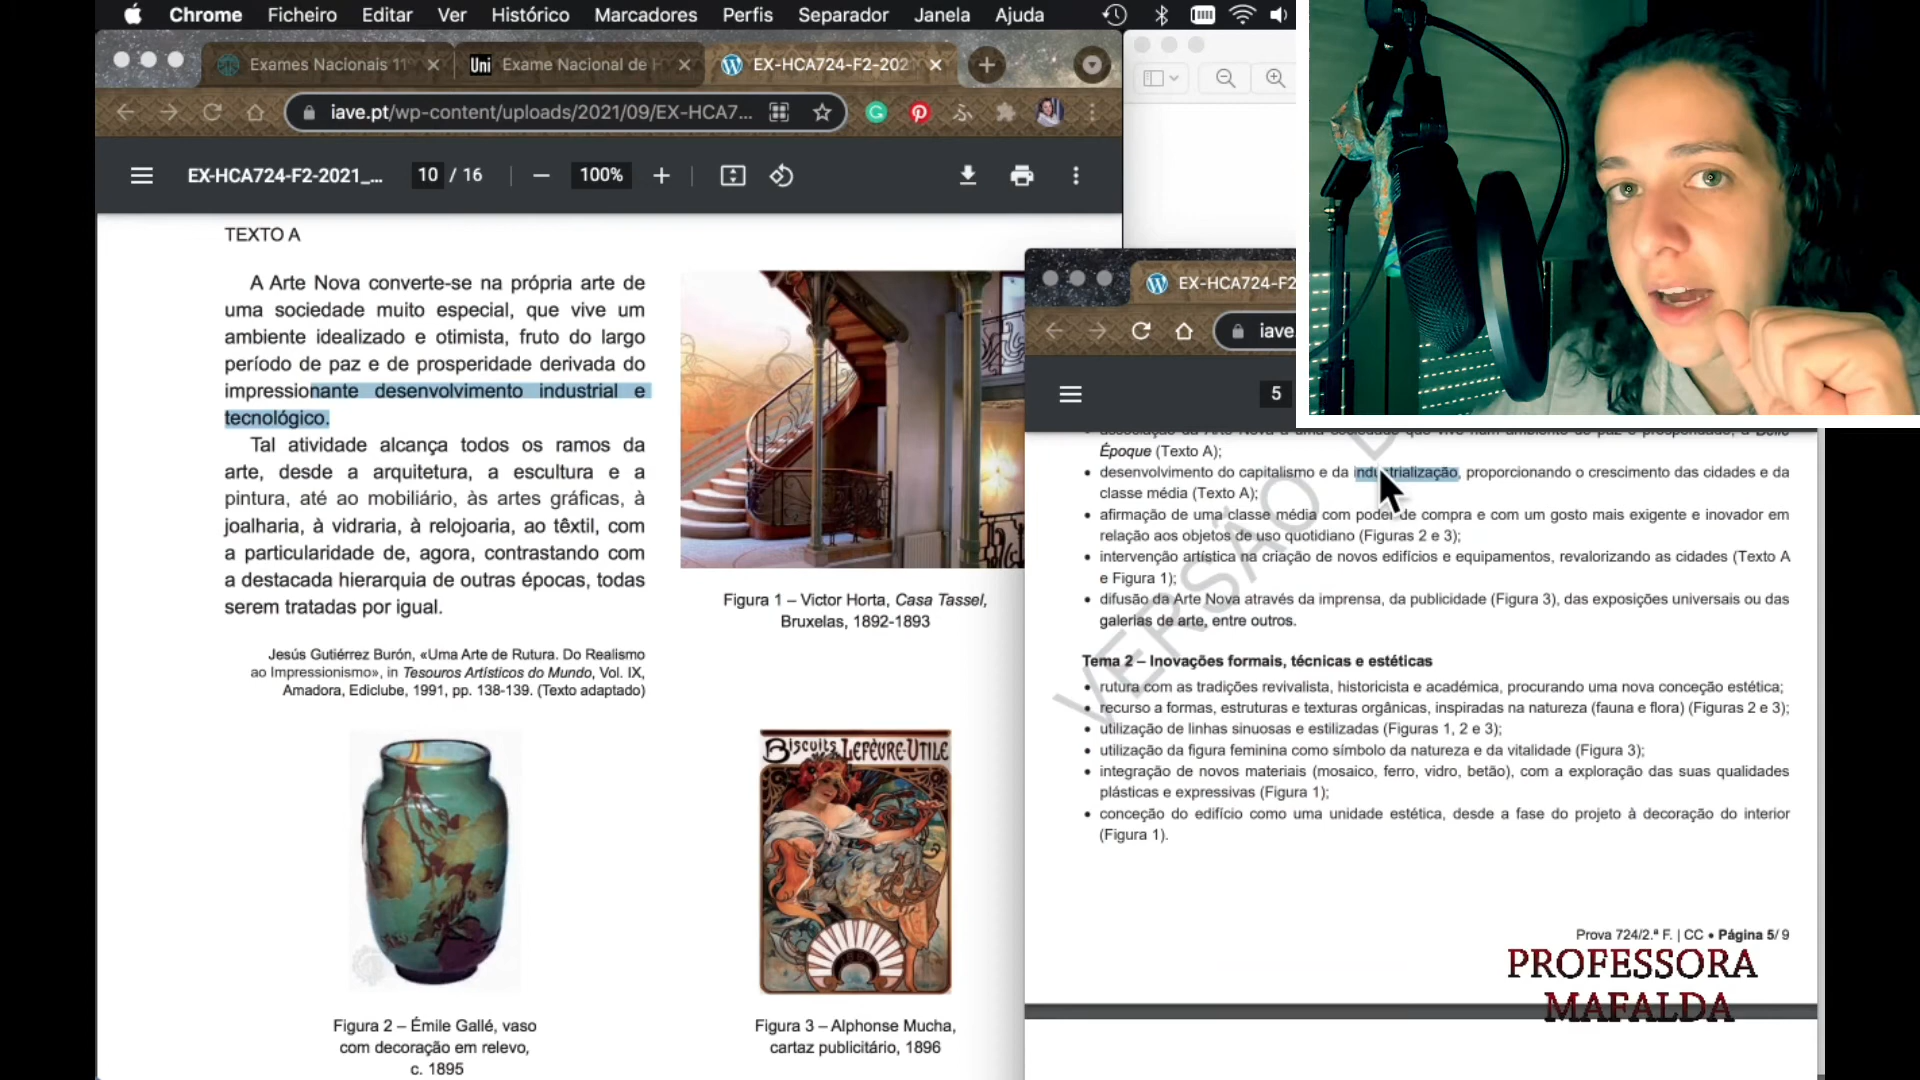 Chrome Ficheiro Editar Ver Histórico Marcadores Perfis Separador Janela Ajuda
Exames Nacionais 11º
Uni Exame Nacional de H
EX-HCA724-F2-202
iave.pt/wp-content/uploads/2021/09/EX-HCA7...
EX-HCA724-F2-2021_... 10 / 16 100%
TEXTO A
A Arte Nova converte-se na própria arte de
uma sociedade muito especial, que vive um
ambiente idealizado e otimista, fruto do largo
período de paz e de prosperidade derivada do
impressionante desenvolvimento industrial e
tecnológico.
Tal atividade alcança todos os ramos da
arte, desde a arquitetura, a escultura e a
pintura, até ao mobiliário, às artes gráficas, à
joalharia, à vidraria, à relojoaria, ao têxtil, com
a particularidade de, agora, contrastando com
a destacada hierarquia de outras épocas, todas
serem tratadas por igual.
Jesús Gutiérrez Burón, «Uma Arte de Rutura. Do Realismo
ao Impressionismo», in Tesouros Artísticos do Mundo, Vol. IX,
Amadora, Ediclube, 1991, pp. 138-139. (Texto adaptado)
Figura 1 – Victor Horta, Casa Tassel,
Bruxelas, 1892-1893
Biscuits Lefèvre-Utile
Figura 2 – Émile Gallé, vaso
com decoração em relevo,
c. 1895
Figura 3 – Alphonse Mucha,
cartaz publicitário, 1896
EX-HCA724-F2
iave.
5
associação da Arte Nova a uma sociedade que vive num ambiente de paz e prosperidade, a Belle
Époque (Texto A);
• desenvolvimento do capitalismo e da industrialização, proporcionando o crescimento das cidades e da
classe média (Texto A);
• afirmação de uma classe média com poder de compra e com um gosto mais exigente e inovador em
relação aos objetos de uso quotidiano (Figuras 2 e 3);
• intervenção artística na criação de novos edifícios e equipamentos, revalorizando as cidades (Texto A
e Figura 1);
• difusão da Arte Nova através da imprensa, da publicidade (Figura 3), das exposições universais ou das
galerias de arte, entre outros.
Tema 2 – Inovações formais, técnicas e estéticas
• rutura com as tradições revivalista, historicista e académica, procurando uma nova conceção estética;
• recurso a formas, estruturas e texturas orgânicas, inspiradas na natureza (fauna e flora) (Figuras 2 e 3);
• utilização de linhas sinuosas e estilizadas (Figuras 1, 2 e 3);
• utilização da figura feminina como símbolo da natureza e da vitalidade (Figura 3);
• integração de novos materiais (mosaico, ferro, vidro, betão), com a exploração das suas qualidades
plásticas e expressivas (Figura 1);
• conceção do edifício como uma unidade estética, desde a fase do projeto à decoração do interior
(Figura 1).
VERSÃO D
Prova 724/2.ª F. | CC • Página 5/ 9
PROFESSORA
MAFALDA